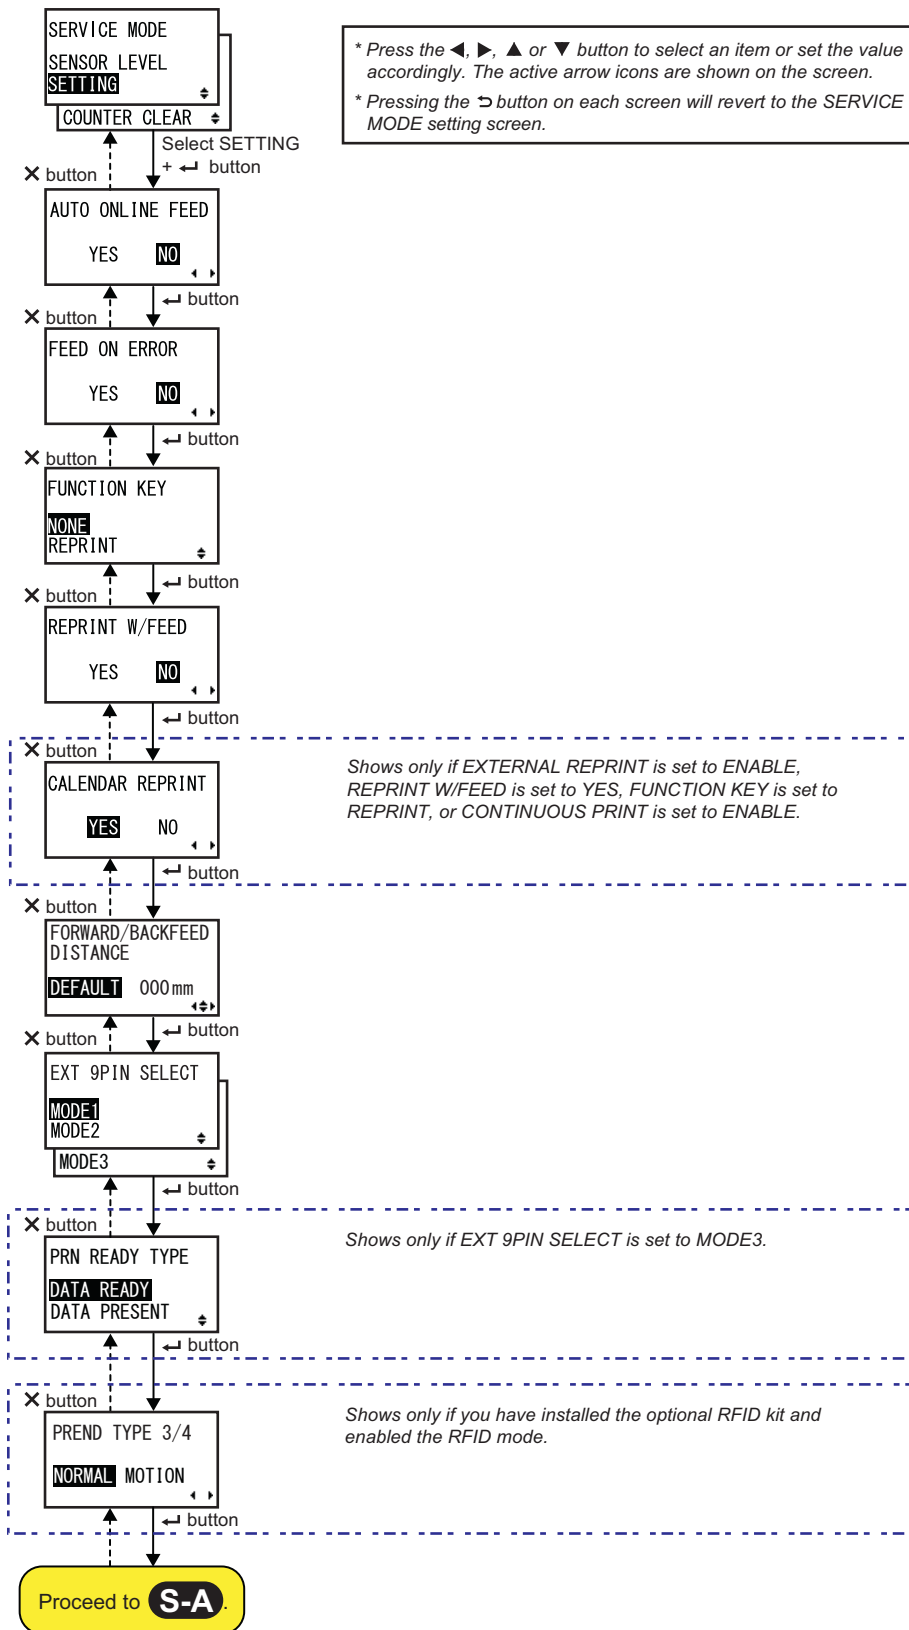 SERVICE MODE
SENSOR LEVEL
SETTING
COUNTER CLEAR
* Press the ◀, ▶, ▲ or ▼ button to select an item or set the value
accordingly. The active arrow icons are shown on the screen.
* Pressing the ⮌ button on each screen will revert to the SERVICE
MODE setting screen.
Select SETTING
+ ↵ button
✕ button
AUTO ONLINE FEED
YES NO
↵ button
✕ button
FEED ON ERROR
YES NO
↵ button
✕ button
FUNCTION KEY
NONE
REPRINT
↵ button
✕ button
REPRINT W/FEED
YES NO
↵ button
✕ button
CALENDAR REPRINT
YES NO
Shows only if EXTERNAL REPRINT is set to ENABLE,
REPRINT W/FEED is set to YES, FUNCTION KEY is set to
REPRINT, or CONTINUOUS PRINT is set to ENABLE.
↵ button
✕ button
FORWARD/BACKFEED
DISTANCE
DEFAULT 000mm
↵ button
✕ button
EXT 9PIN SELECT
MODE1
MODE2
MODE3
↵ button
✕ button
PRN READY TYPE
DATA READY
DATA PRESENT
Shows only if EXT 9PIN SELECT is set to MODE3.
↵ button
✕ button
PREND TYPE 3/4
NORMAL MOTION
Shows only if you have installed the optional RFID kit and
enabled the RFID mode.
↵ button
Proceed to S-A.